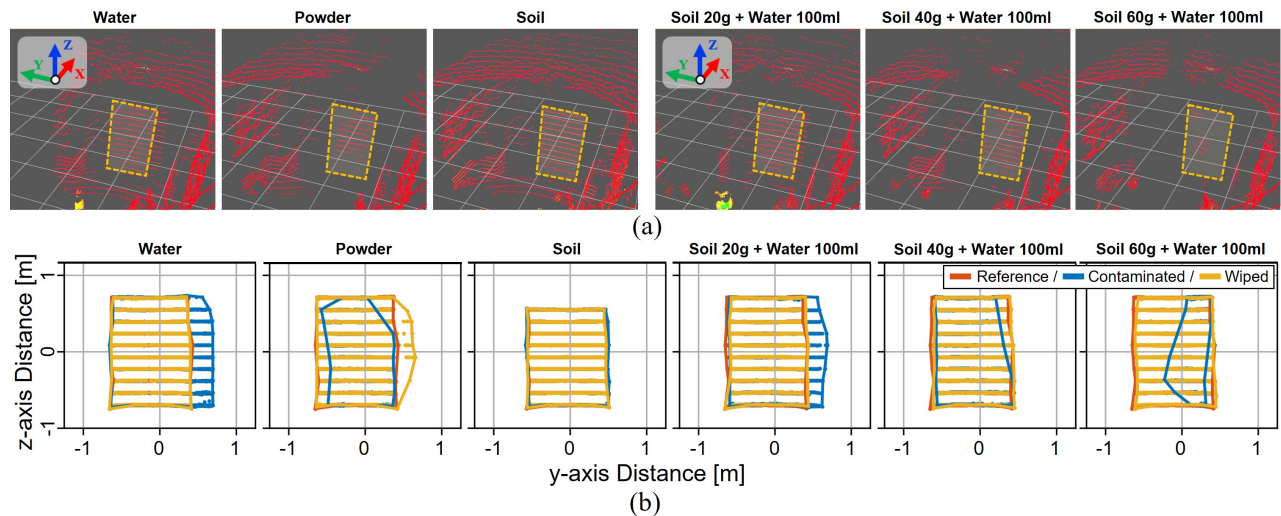 Water Powder Soil Soil 20g + Water 100ml Soil 40g + Water 100ml Soil 60g + Water 100ml
Z Y X Z Y X
(a)
Water Powder Soil Soil 20g + Water 100ml Soil 40g + Water 100ml Soil 60g + Water 100ml
Reference / Contaminated / Wiped
z-axis Distance [m]
1
0
-1
-1 0 1 -1 0 1 -1 0 1 -1 0 1 -1 0 1 -1 0 1
y-axis Distance [m]
(b)